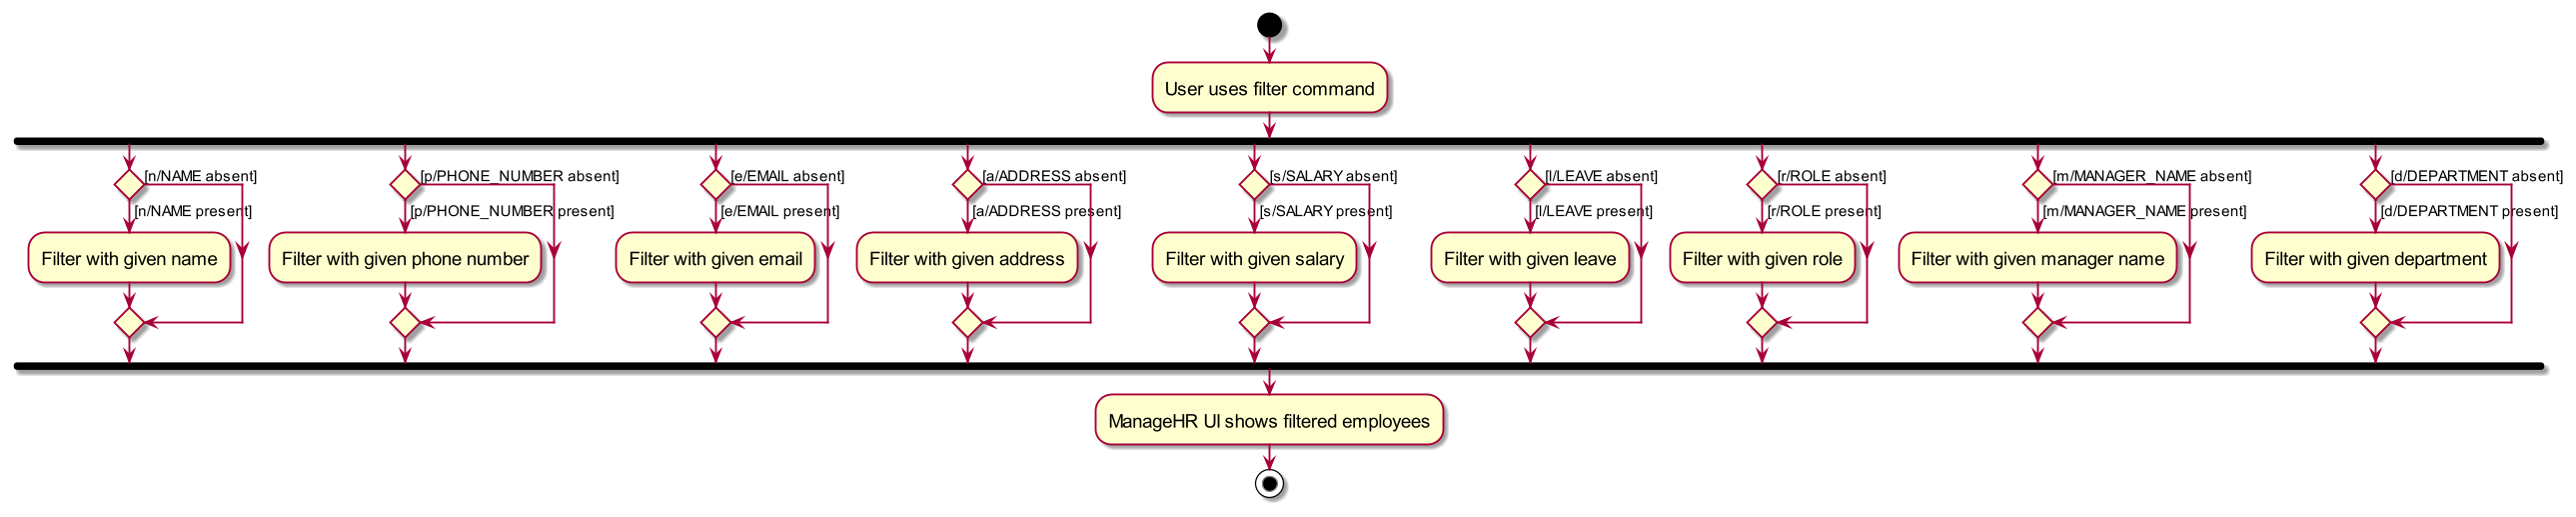 User uses filter command
[n/NAME absent]
[n/NAME present]
Filter with given name
[p/PHONE_NUMBER absent]
[p/PHONE_NUMBER present]
Filter with given phone number
[e/EMAIL absent]
[e/EMAIL present]
Filter with given email
[a/ADDRESS absent]
[a/ADDRESS present]
Filter with given address
[s/SALARY absent]
[s/SALARY present]
Filter with given salary
[l/LEAVE absent]
[l/LEAVE present]
Filter with given leave
[r/ROLE absent]
[r/ROLE present]
Filter with given role
[m/MANAGER_NAME absent]
[m/MANAGER_NAME present]
Filter with given manager name
[d/DEPARTMENT absent]
[d/DEPARTMENT present]
Filter with given department
ManageHR UI shows filtered employees